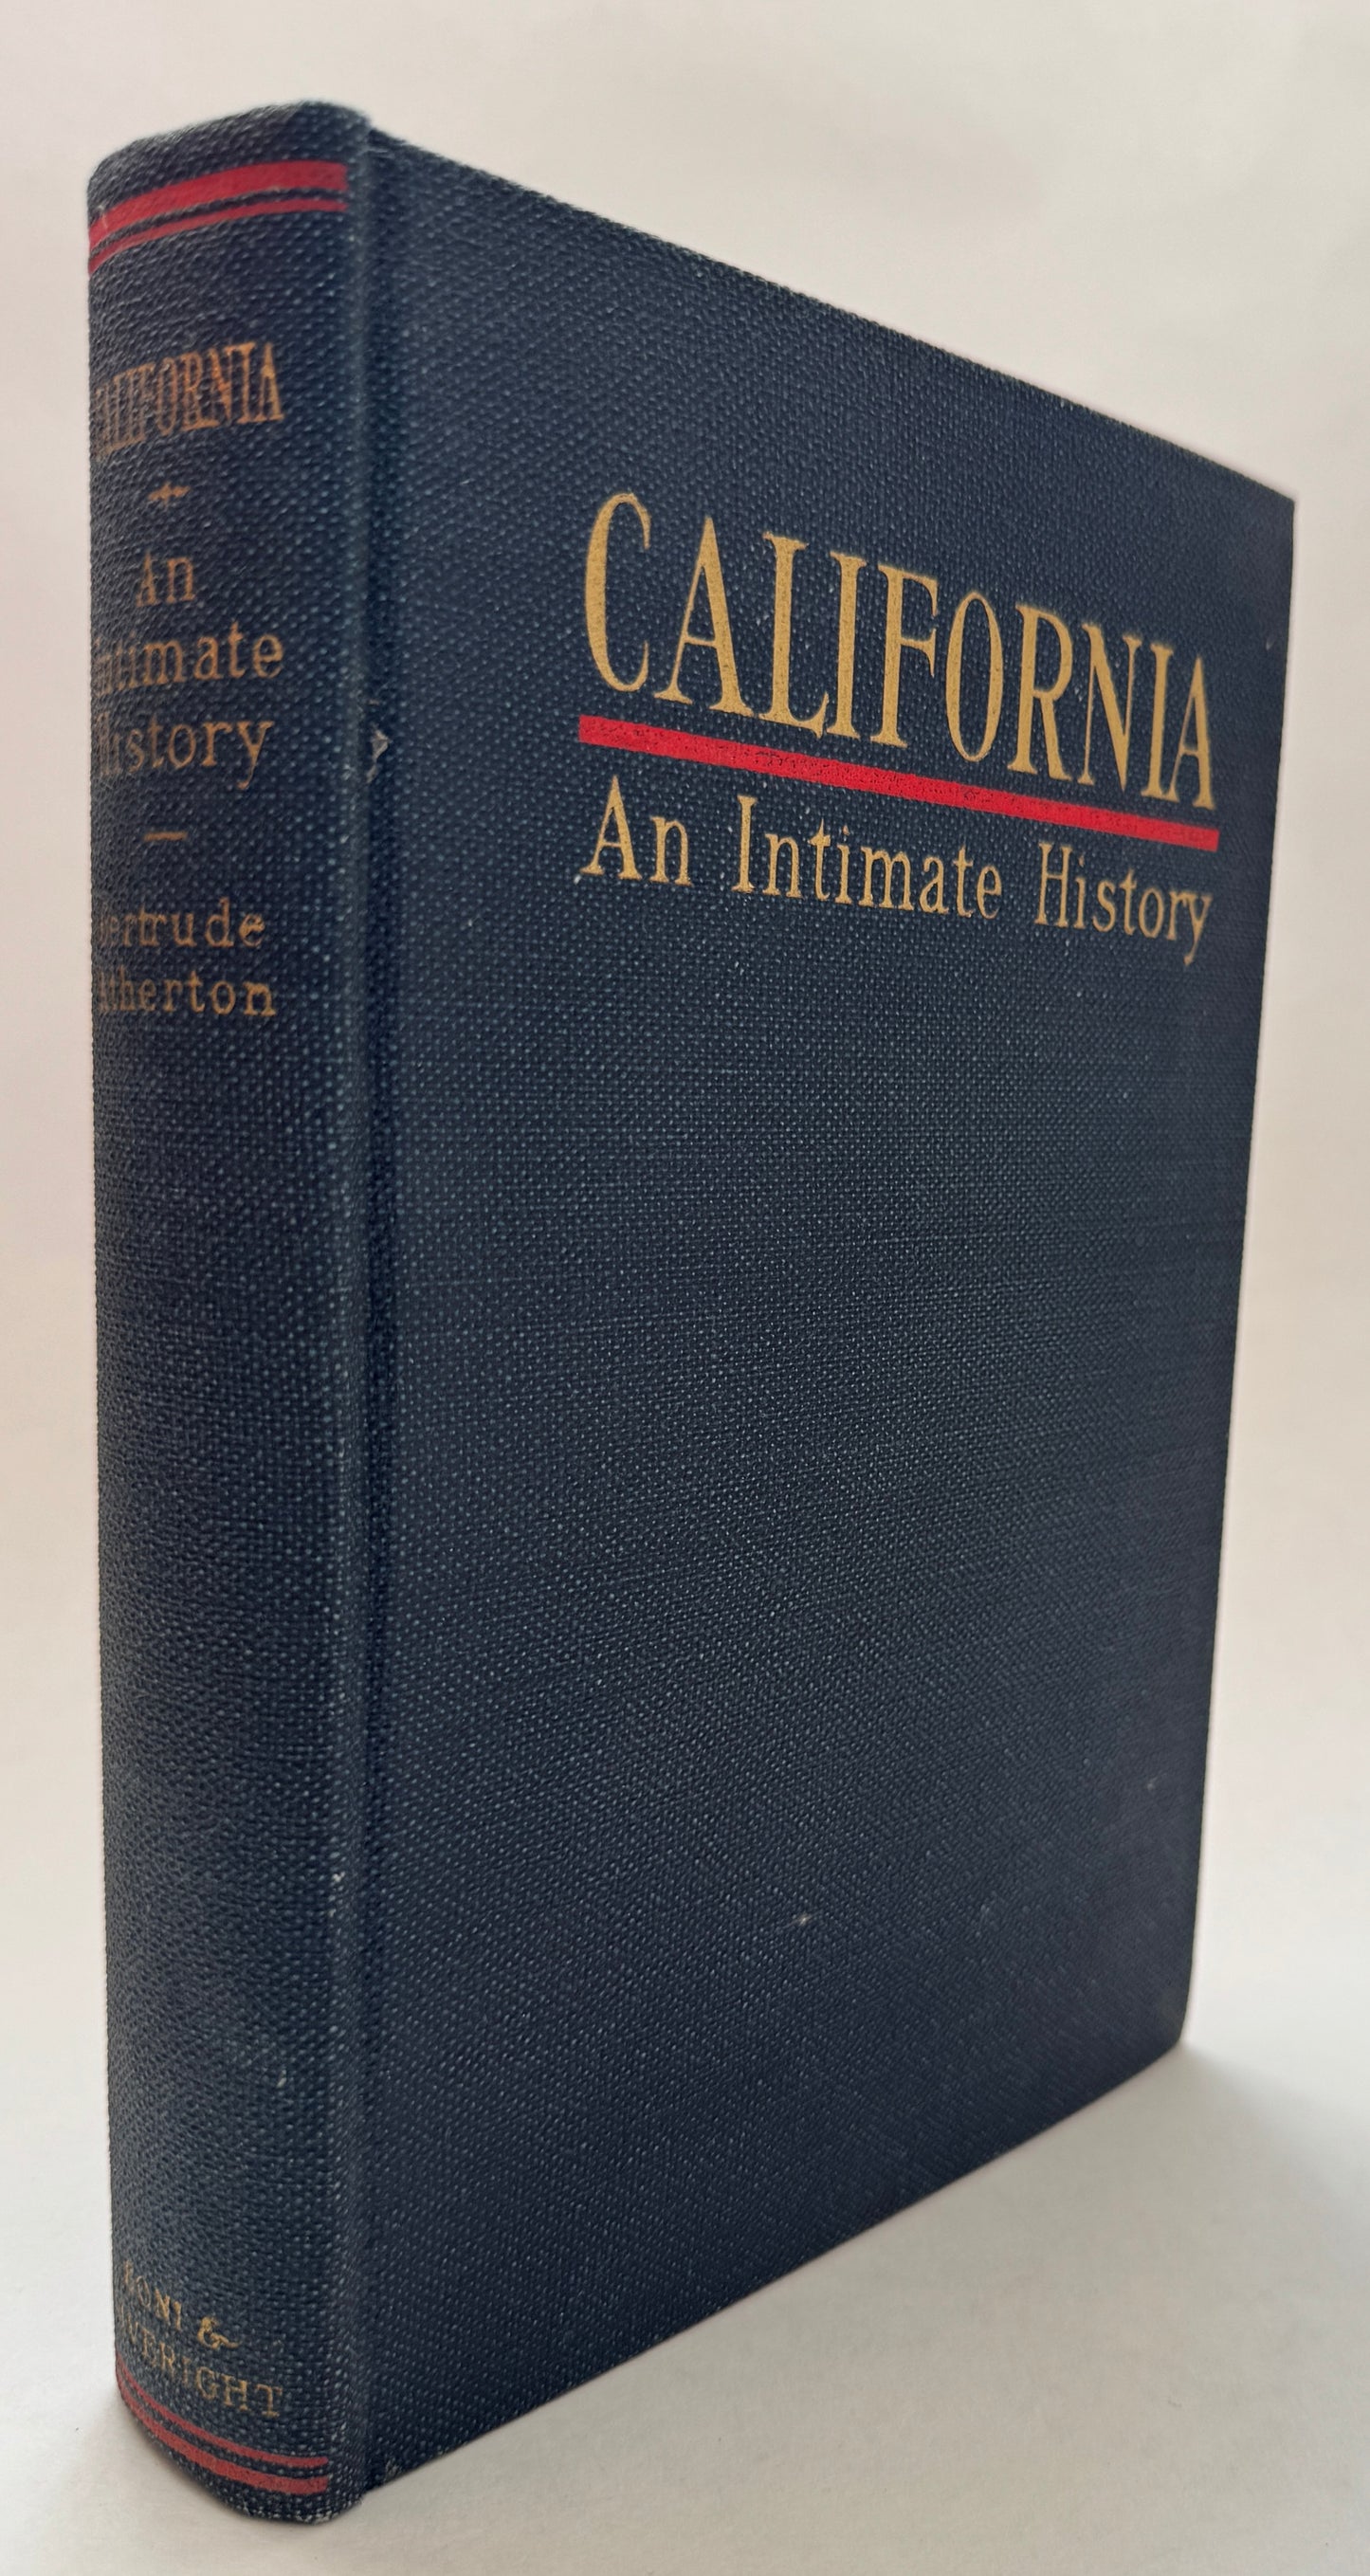 CALIFORNIA
An
Intimate
History
Gertrude
Atherton
BONI &
LIVERIGHT
CALIFORNIA
An Intimate History